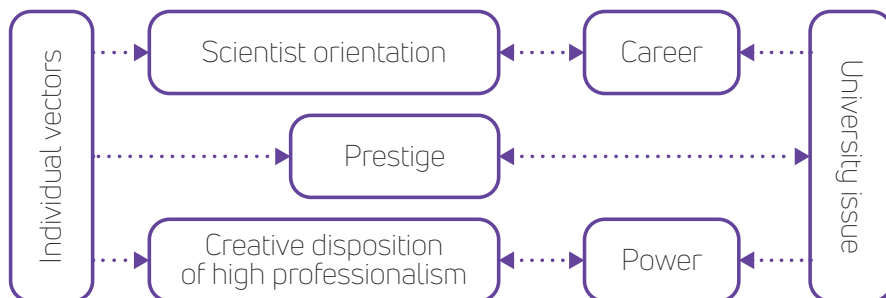 Individual vectors
Scientist orientation
Career
Prestige
Creative disposition
of high professionalism
Power
University issue